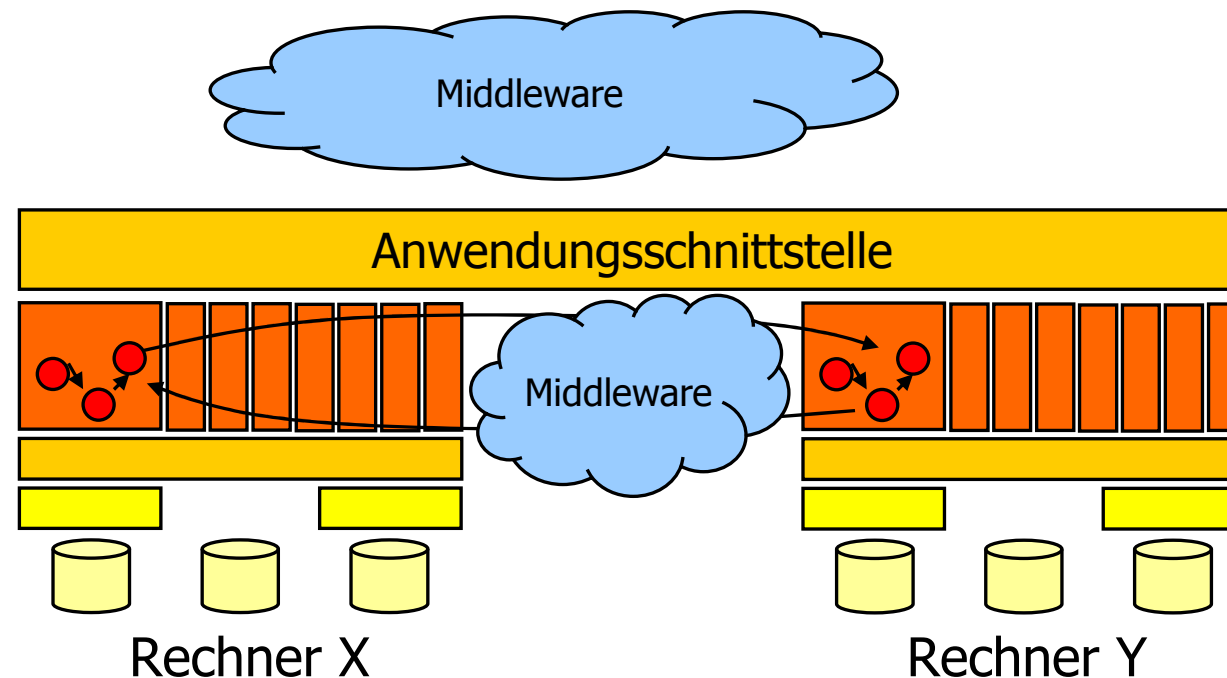 Middleware
Anwendungsschnittstelle
Middleware
Rechner X
Rechner Y